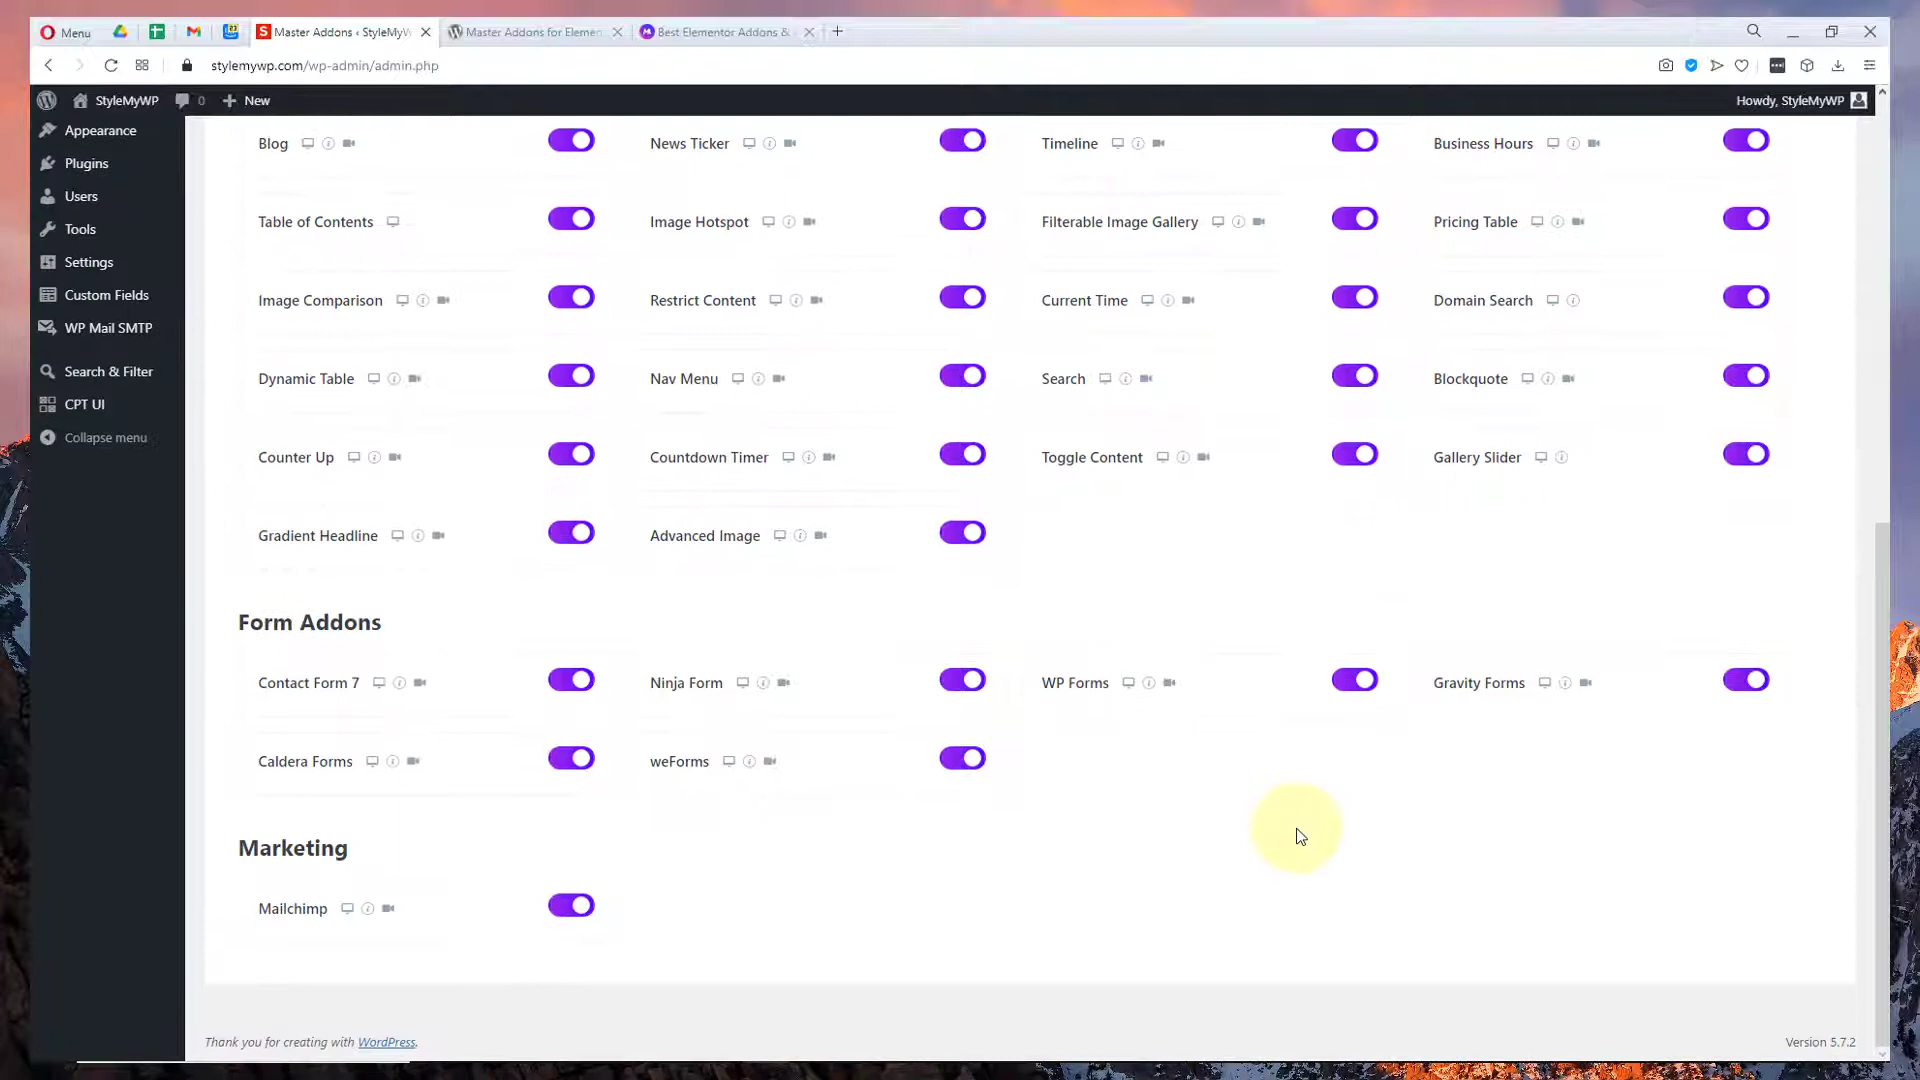 Menu
Master Addons ‹ StyleMyW
Master Addons for Elemen
Best Elementor Addons &
stylemywp.com/wp-admin/admin.php
StyleMyWP
0
New
Howdy, StyleMyWP
Appearance
Plugins
Users
Tools
Settings
Custom Fields
WP Mail SMTP
Search & Filter
CPT UI
Collapse menu
Blog
News Ticker
Timeline
Business Hours
Table of Contents
Image Hotspot
Filterable Image Gallery
Pricing Table
Image Comparison
Restrict Content
Current Time
Domain Search
Dynamic Table
Nav Menu
Search
Blockquote
Counter Up
Countdown Timer
Toggle Content
Gallery Slider
Gradient Headline
Advanced Image
Form Addons
Contact Form 7
Ninja Form
WP Forms
Gravity Forms
Caldera Forms
weForms
Marketing
Mailchimp
Thank you for creating with WordPress.
Version 5.7.2